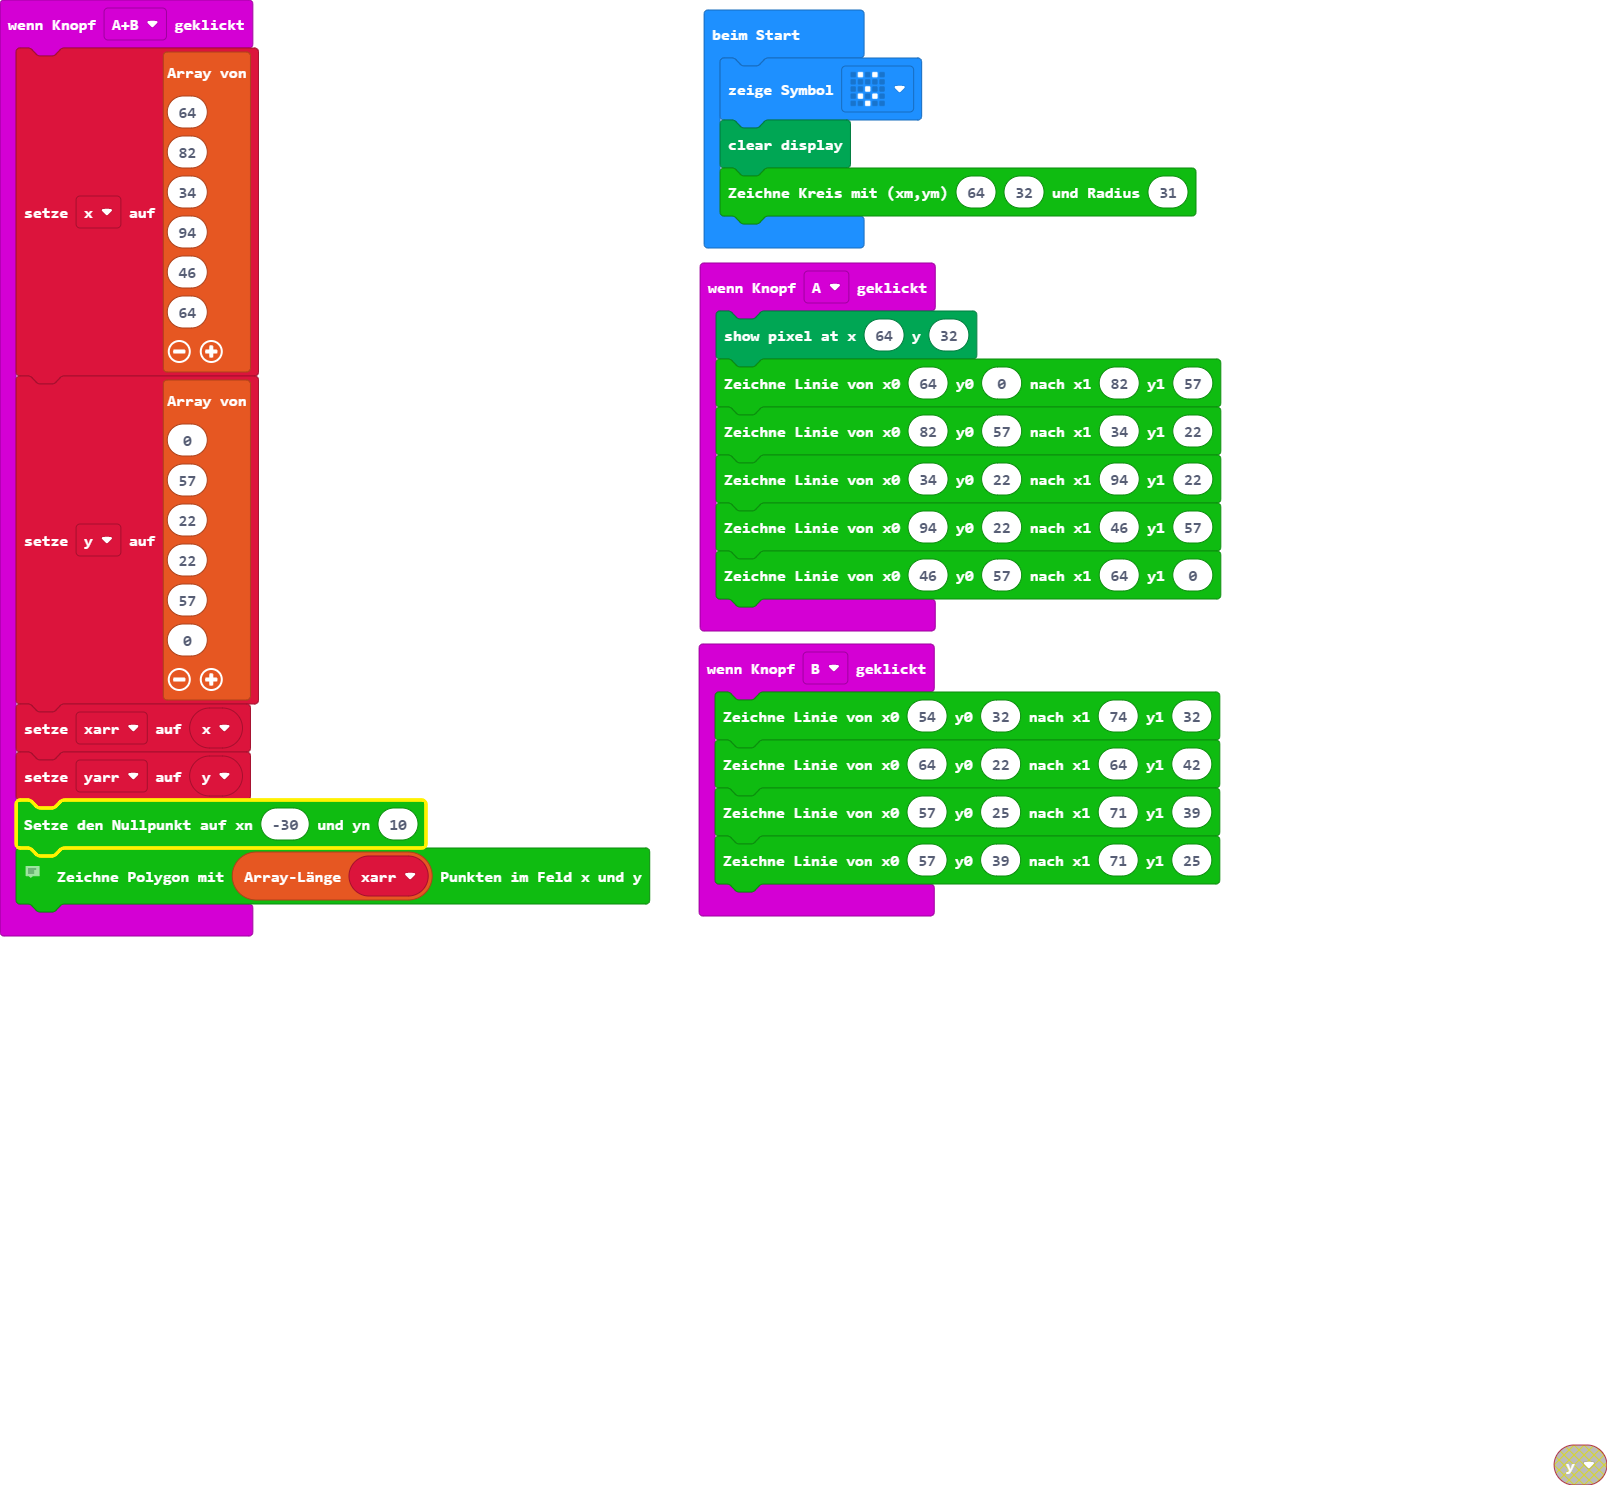 wenn Knopf A+B geklickt
setze x auf Array von
64
82
34
94
46
64
setze y auf Array von
0
57
22
22
57
0
setze xarr auf x
setze yarr auf y
Setze den Nullpunkt auf xn -30 und yn 10
Zeichne Polygon mit Array-Länge xarr Punkten im Feld x und y
beim Start
zeige Symbol
clear display
Zeichne Kreis mit (xm,ym) 64 32 und Radius 31
wenn Knopf A geklickt
show pixel at x 64 y 32
Zeichne Linie von x0 64 y0 0 nach x1 82 y1 57
Zeichne Linie von x0 82 y0 57 nach x1 34 y1 22
Zeichne Linie von x0 34 y0 22 nach x1 94 y1 22
Zeichne Linie von x0 94 y0 22 nach x1 46 y1 57
Zeichne Linie von x0 46 y0 57 nach x1 64 y1 0
wenn Knopf B geklickt
Zeichne Linie von x0 54 y0 32 nach x1 74 y1 32
Zeichne Linie von x0 64 y0 22 nach x1 64 y1 42
Zeichne Linie von x0 57 y0 25 nach x1 71 y1 39
Zeichne Linie von x0 57 y0 39 nach x1 71 y1 25
y